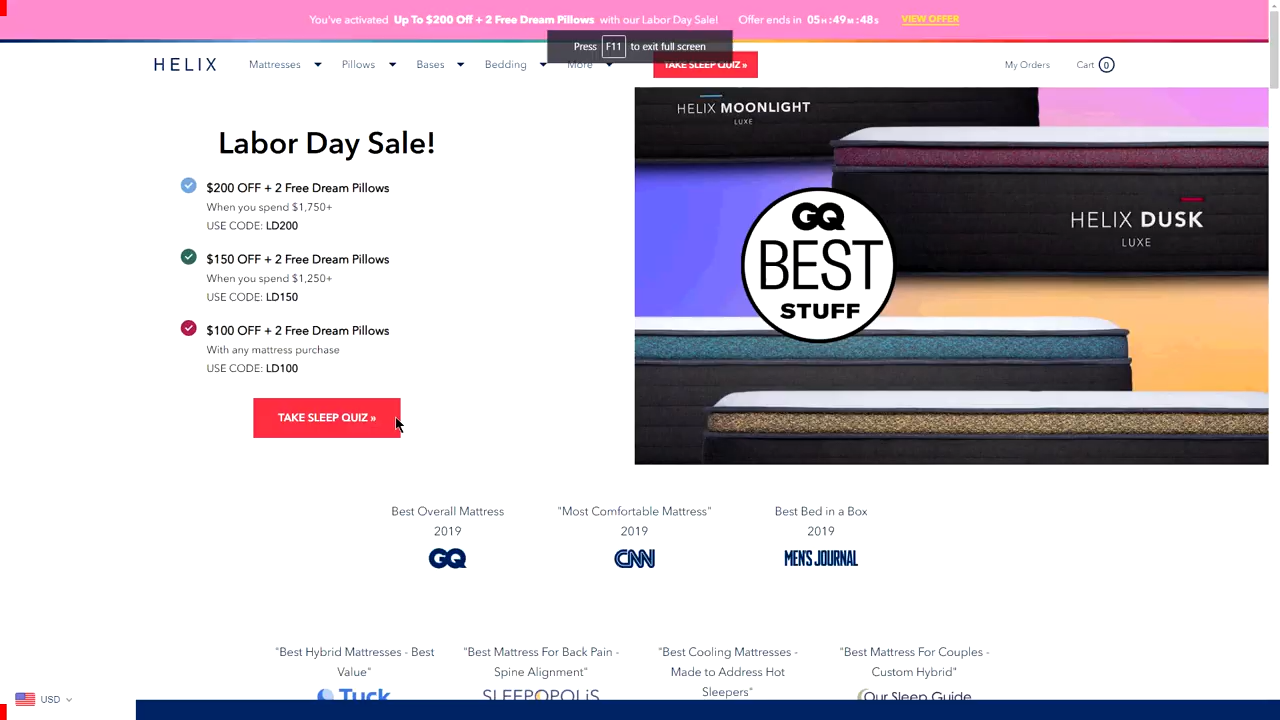 You've activated Up To $200 Off + 2 Free Dream Pillows with our Labor Day Sale! Offer ends in 05H:49M:48S VIEW OFFER
Press F11 to exit full screen
HELIX Mattresses Pillows Bases Bedding More TAKE SLEEP QUIZ » My Orders Cart 0
Labor Day Sale!
$200 OFF + 2 Free Dream Pillows
When you spend $1,750+
USE CODE: LD200
$150 OFF + 2 Free Dream Pillows
When you spend $1,250+
USE CODE: LD150
$100 OFF + 2 Free Dream Pillows
With any mattress purchase
USE CODE: LD100
TAKE SLEEP QUIZ »
HELIX MOONLIGHT
LUXE
GQ
BEST
STUFF
HELIX DUSK
LUXE
Best Overall Mattress
2019
GQ
"Most Comfortable Mattress"
2019
CNN
Best Bed in a Box
2019
MEN'S JOURNAL
"Best Hybrid Mattresses - Best
Value"
Tuck
"Best Mattress For Back Pain -
Spine Alignment"
SLEEPOPOLIS
"Best Cooling Mattresses -
Made to Address Hot
Sleepers"
"Best Mattress For Couples -
Custom Hybrid"
Our Sleep Guide
USD